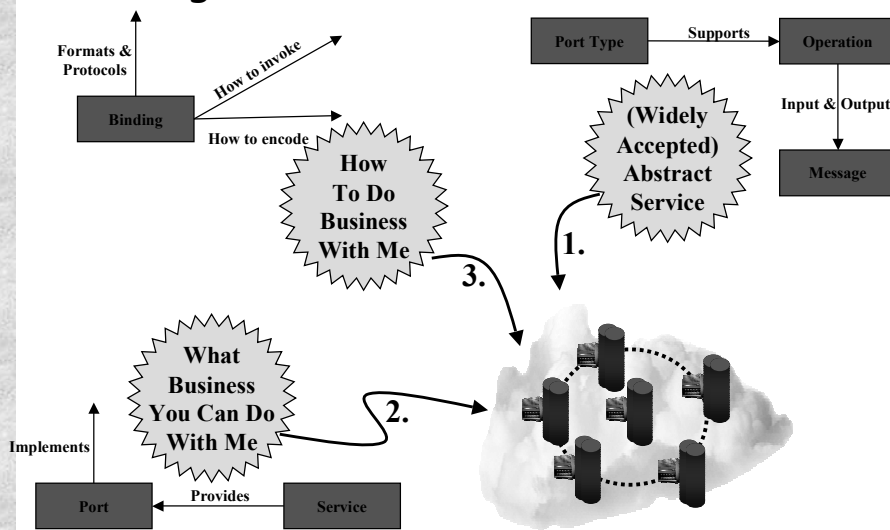 Formats &
Protocols
How to invoke
Binding
How to encode
Port Type
Supports
Operation
Input & Output
Message
(Widely
Accepted)
Abstract
Service
How
To Do
Business
With Me
1.
3.
What
Business
You Can Do
With Me
2.
Implements
Port
Provides
Service